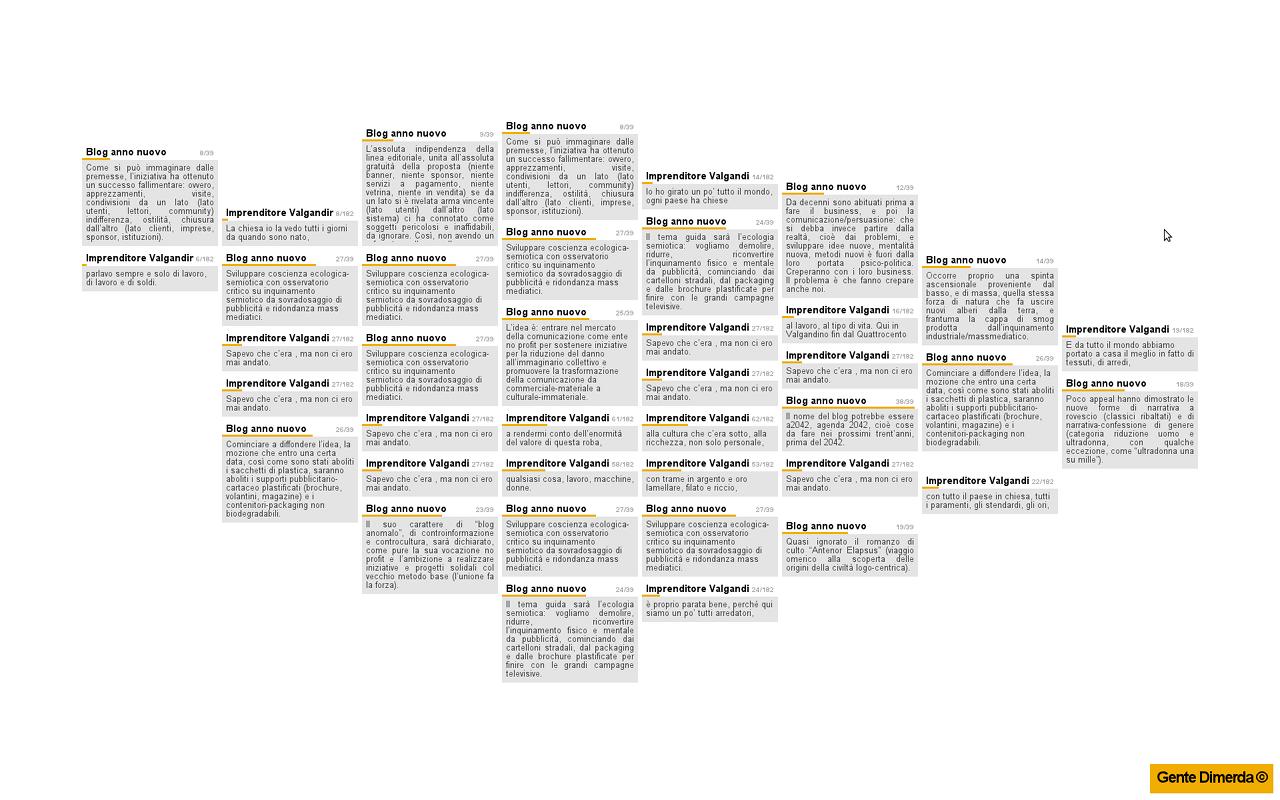 Blog anno nuovo 8/39
Come si può immaginare dalle
premesse, l'iniziativa ha ottenuto
un successo fallimentare: owero,
apprezzamenti, visite,
condivisioni da un lato (lato
utenti, lettori, community)
indifferenza, ostilità, chiusura
dall'altro (lato clienti, imprese,
sponsor, istituzioni).
Imprenditore Valgandir 6/182
parlavo sempre e solo di lavoro,
di lavoro e di soldi.
Imprenditore Valgandir 8/182
La chiesa io la vedo tutti i giorni
da quando sono nato,
Blog anno nuovo 27/39
Sviluppare coscienza ecologica-
semiotica con osservatorio
critico su inquinamento
semiotico da sovradosaggio di
pubblicità e ridondanza mass
mediatici.
Imprenditore Valgandi 27/182
Sapevo che c'era , ma non ci ero
mai andato.
Imprenditore Valgandi 27/182
Sapevo che c'era , ma non ci ero
mai andato.
Blog anno nuovo 26/39
Cominciare a diffondere l'idea, la
mozione che entro una certa
data, così come sono stati aboliti
i sacchetti di plastica, saranno
aboliti i supporti pubblicitario-
cartaceo plastificati (brochure,
volantini, magazine) e i
contenitori-packaging non
biodegradabili.
Blog anno nuovo 9/39
L'assoluta indipendenza della
linea editoriale, unita all'assoluta
gratuità della proposta (niente
banner, niente sponsor, niente
servizi a pagamento, niente
vetrina, niente in vendita) se da
un lato si è rivelata arma vincente
(lato utenti) dall'altro (lato
sistema) ci ha connotato come
soggetti pericolosi e inaffidabili,
da ignorare. Così, non avendo un
Blog anno nuovo 27/39
Sviluppare coscienza ecologica-
semiotica con osservatorio
critico su inquinamento
semiotico da sovradosaggio di
pubblicità e ridondanza mass
mediatici.
Blog anno nuovo 27/39
Sviluppare coscienza ecologica-
semiotica con osservatorio
critico su inquinamento
semiotico da sovradosaggio di
pubblicità e ridondanza mass
mediatici.
Imprenditore Valgandi 27/182
Sapevo che c'era , ma non ci ero
mai andato.
Imprenditore Valgandi 27/182
Sapevo che c'era , ma non ci ero
mai andato.
Blog anno nuovo 23/39
Il suo carattere di "blog
anomalo", di controinformazione
e controcultura, sarà dichiarato,
come pure la sua vocazione no
profit e l'ambizione a realizzare
iniziative e progetti solidali col
vecchio metodo base (l'unione fa
la forza).
Blog anno nuovo 8/39
Come si può immaginare dalle
premesse, l'iniziativa ha ottenuto
un successo fallimentare: owero,
apprezzamenti, visite,
condivisioni da un lato (lato
utenti, lettori, community)
indifferenza, ostilità, chiusura
dall'altro (lato clienti, imprese,
sponsor, istituzioni).
Blog anno nuovo 27/39
Sviluppare coscienza ecologica-
semiotica con osservatorio
critico su inquinamento
semiotico da sovradosaggio di
pubblicità e ridondanza mass
mediatici.
Blog anno nuovo 25/39
L'idea è: entrare nel mercato
della comunicazione come ente
no profit per sostenere iniziative
per la riduzione del danno
all'immaginario collettivo e
promuovere la trasformazione
della comunicazione da
commerciale-materiale a
culturale-immateriale.
Imprenditore Valgandi 61/182
a rendermi conto dell'enormità
del valore di questa roba,
Imprenditore Valgandi 58/182
qualsiasi cosa, lavoro, macchine,
donne.
Blog anno nuovo 27/39
Sviluppare coscienza ecologica-
semiotica con osservatorio
critico su inquinamento
semiotico da sovradosaggio di
pubblicità e ridondanza mass
mediatici.
Blog anno nuovo 24/39
Il tema guida sarà l'ecologia
semiotica: vogliamo demolire,
ridurre, riconvertire
l'inquinamento fisico e mentale
da pubblicità, cominciando dai
cartelloni stradali, dal packaging
e dalle brochure plastificate per
finire con le grandi campagne
televisive.
Imprenditore Valgandi 14/182
Io ho girato un po' tutto il mondo,
ogni paese ha chiese
Blog anno nuovo 24/39
Il tema guida sarà l'ecologia
semiotica: vogliamo demolire,
ridurre, riconvertire
l'inquinamento fisico e mentale
da pubblicità, cominciando dai
cartelloni stradali, dal packaging
e dalle brochure plastificate per
finire con le grandi campagne
televisive.
Imprenditore Valgandi 27/182
Sapevo che c'era , ma non ci ero
mai andato.
Imprenditore Valgandi 27/182
Sapevo che c'era , ma non ci ero
mai andato.
Imprenditore Valgandi 62/182
alla cultura che c'era sotto, alla
ricchezza, non solo personale,
Imprenditore Valgandi 53/182
con trame in argento e oro
lamellare, filato e riccio,
Blog anno nuovo 27/39
Sviluppare coscienza ecologica-
semiotica con osservatorio
critico su inquinamento
semiotico da sovradosaggio di
pubblicità e ridondanza mass
mediatici.
Imprenditore Valgandi 24/182
è proprio parata bene, perché qui
siamo un po' tutti arredatori,
Blog anno nuovo 12/39
Da decenni sono abituati prima a
fare il business, e poi la
comunicazione/persuasione: che
si debba invece partire dalla
realtà, cioè dai problemi, e
sviluppare idee nuove, mentalità
nuova, metodi nuovi è fuori dalla
loro portata psico-politica.
Creperanno con i loro business.
Il problema è che fanno crepare
anche noi.
Imprenditore Valgandi 16/182
al lavoro, al tipo di vita. Qui in
Valgandino fin dal Quattrocento
Imprenditore Valgandi 27/182
Sapevo che c'era , ma non ci ero
mai andato.
Blog anno nuovo 38/39
Il nome del blog potrebbe essere
a2042, agenda 2042, cioè cose
da fare nei prossimi trent'anni,
prima del 2042.
Imprenditore Valgandi 27/182
Sapevo che c'era , ma non ci ero
mai andato.
Blog anno nuovo 19/39
Quasi ignorato il romanzo di
culto "Antenor Elapsus" (viaggio
omerico alla scoperta delle
origini della civiltà logo-centrica).
Blog anno nuovo 14/39
Occorre proprio una spinta
ascensionale proveniente dal
basso, e di massa, quella stessa
forza di natura che fa uscire
nuovi alberi dalla terra, e
frantuma la cappa di smog
prodotta dall'inquinamento
industriale/massmediatico.
Blog anno nuovo 26/39
Cominciare a diffondere l'idea, la
mozione che entro una certa
data, così come sono stati aboliti
i sacchetti di plastica, saranno
aboliti i supporti pubblicitario-
cartaceo plastificati (brochure,
volantini, magazine) e i
contenitori-packaging non
biodegradabili.
Imprenditore Valgandi 22/182
con tutto il paese in chiesa, tutti
i paramenti, gli stendardi, gli ori,
Imprenditore Valgandi 19/182
E da tutto il mondo abbiamo
portato a casa il meglio in fatto di
tessuti, di arredi,
Blog anno nuovo 18/39
Poco appeal hanno dimostrato le
nuove forme di narrativa a
rovescio (classici ribaltati) e di
narrativa-confessione di genere
(categoria riduzione uomo e
ultradonna, con qualche
eccezione, come "ultradonna una
su mille").
Gente Dimerda©